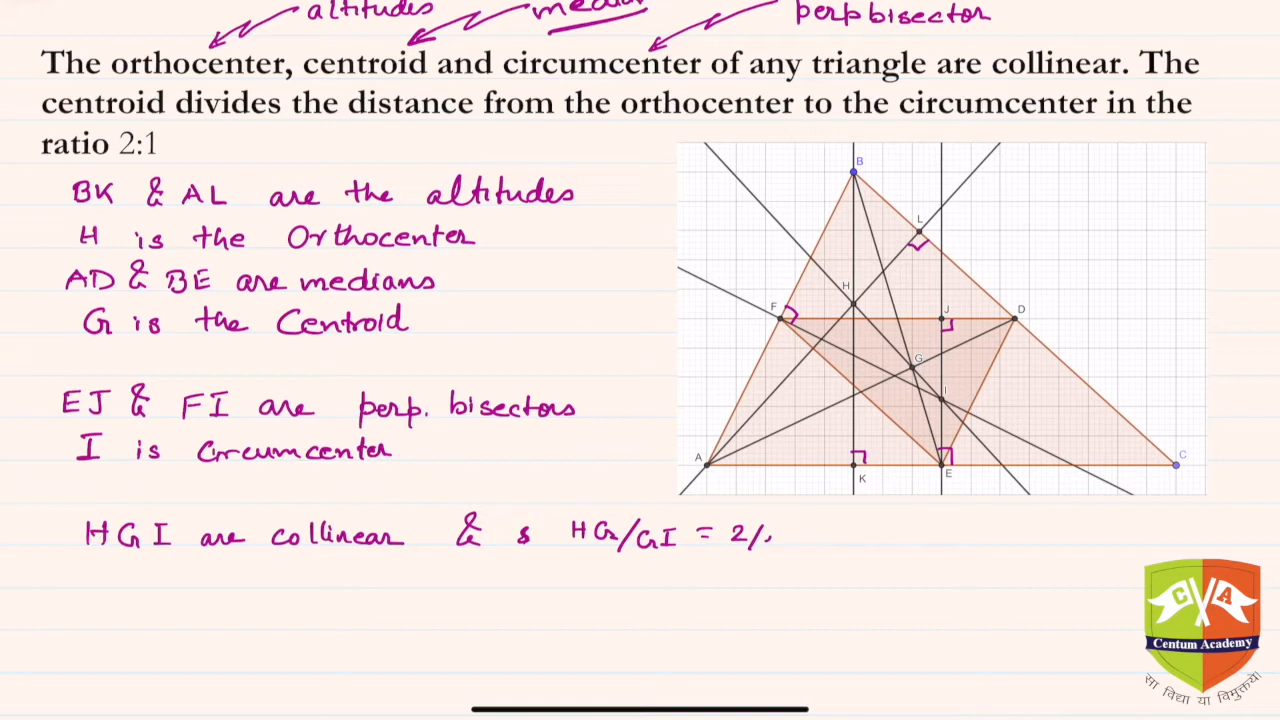 altitudes median perp bisector
The orthocenter, centroid and circumcenter of any triangle are collinear. The
centroid divides the distance from the orthocenter to the circumcenter in the
ratio 2:1
BK & AL are the altitudes
H is the Orthocenter
AD & BE are medians
G is the Centroid
EJ & FI are perp. bisectors
I is Circumcenter
HGI are collinear & s HG/GI = 2/
B
L
H
F
J
D
G
I
A
C
K
E
C A
Centum Academy
सा विद्या या विमुक्तये